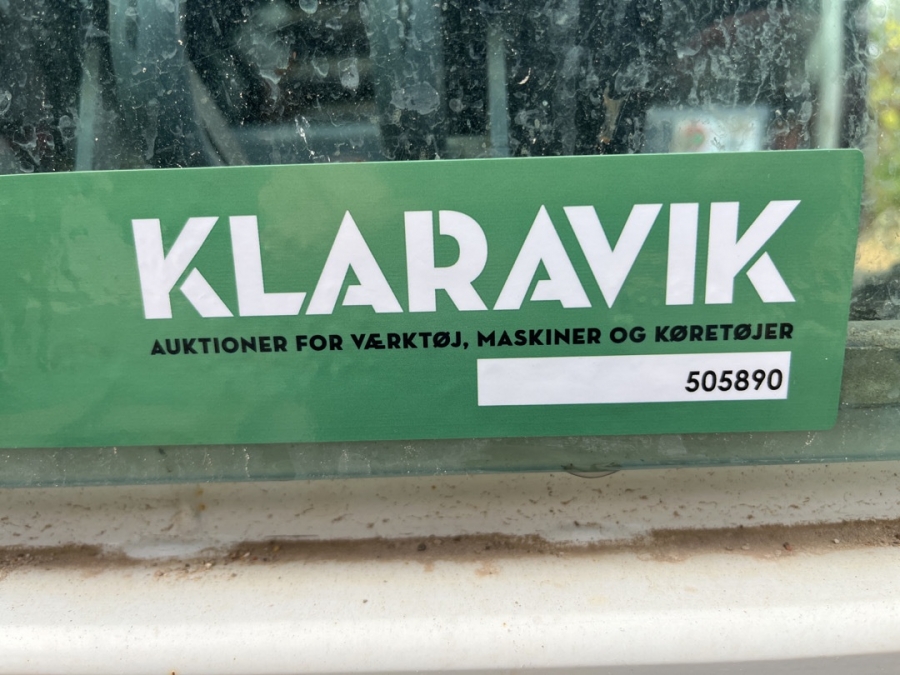 KLARAVIK
AUKTIONER FOR VÆRKTØJ, MASKINER OG KØRETØJER
505890